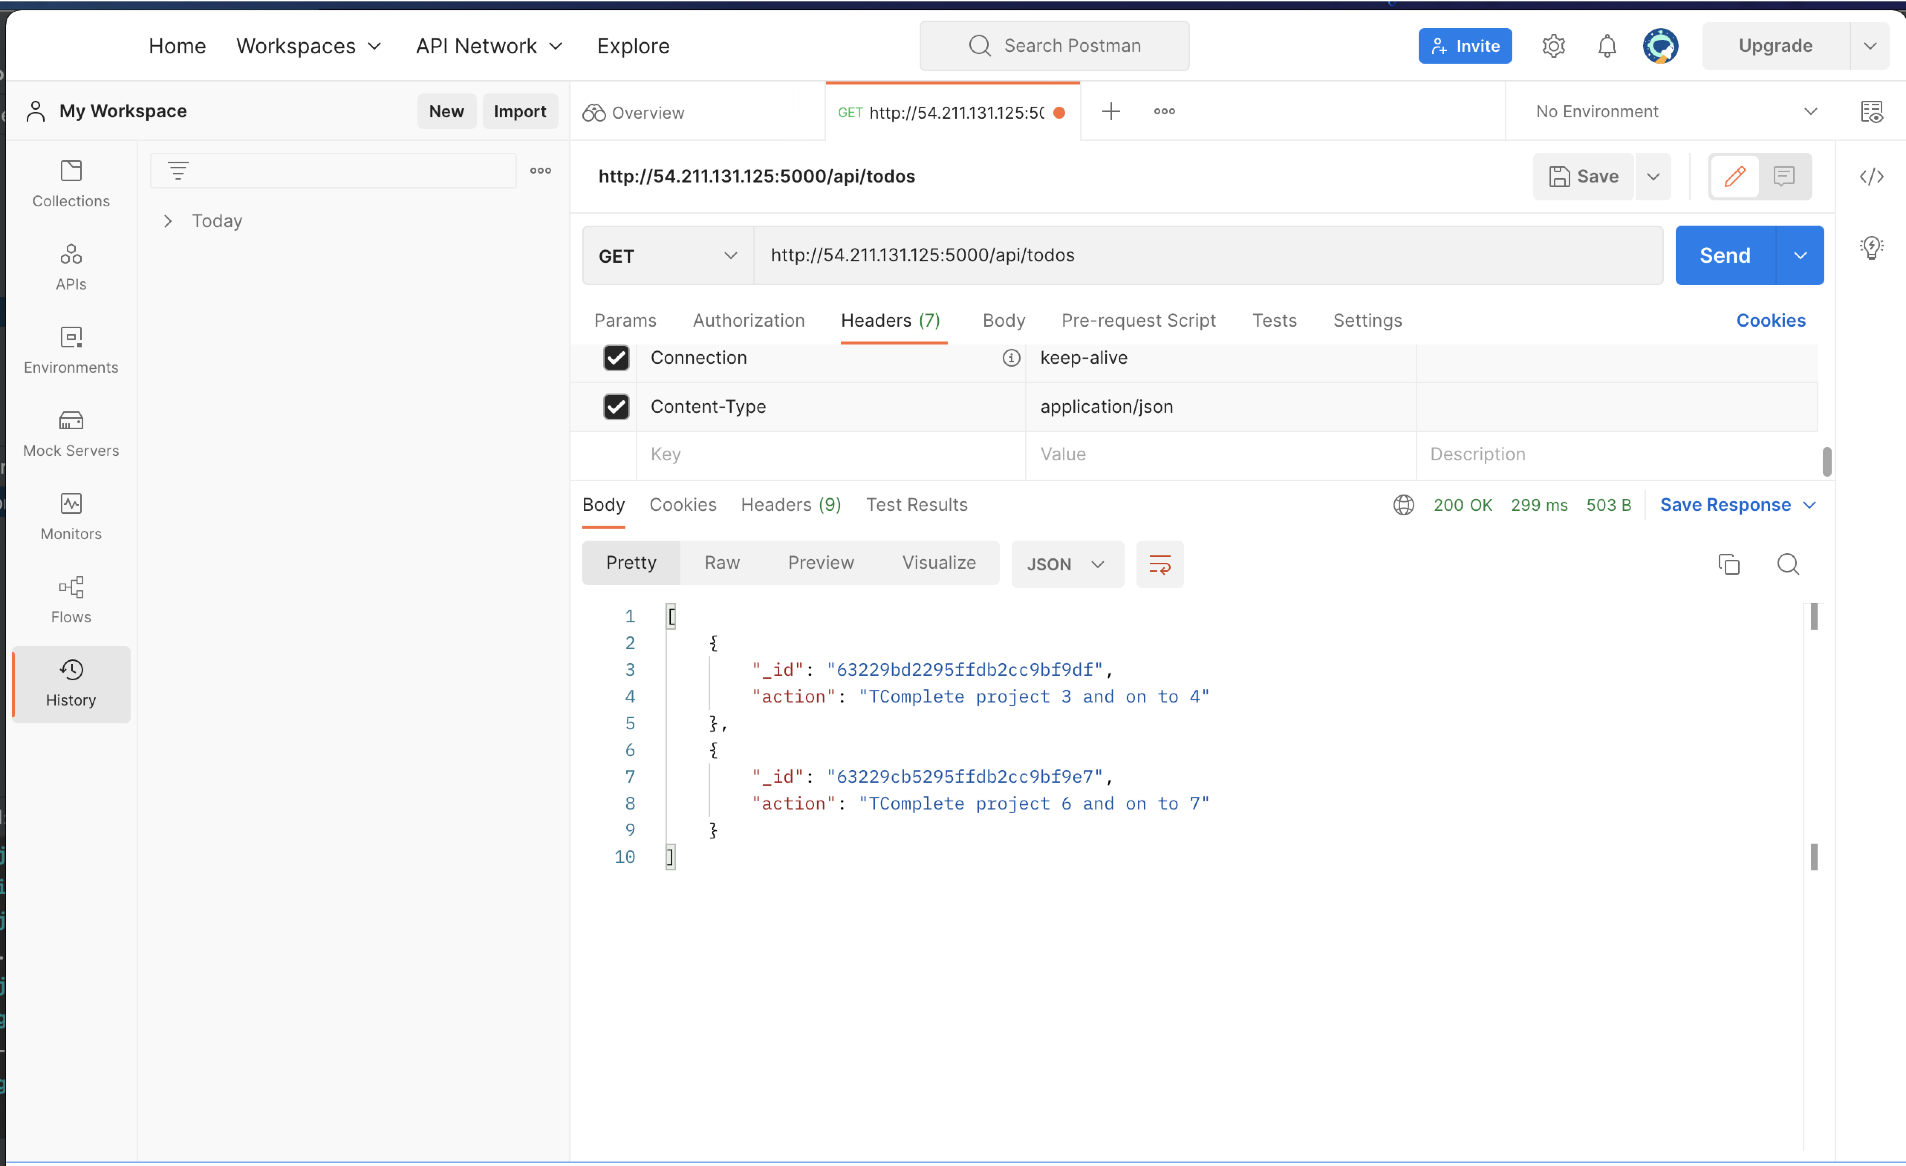 Home Workspaces API Network Explore Search Postman Invite Upgrade
My Workspace New Import Overview GET http://54.211.131.125:5( No Environment
http://54.211.131.125:5000/api/todos Save
Collections
Today
GET http://54.211.131.125:5000/api/todos Send
APIs
Params Authorization Headers (7) Body Pre-request Script Tests Settings Cookies
Environments
Connection keep-alive
Content-Type application/json
Mock Servers
Key Value Description
Monitors
Body Cookies Headers (9) Test Results 200 OK 299 ms 503 B Save Response
Pretty Raw Preview Visualize JSON
Flows
History
1 [
2 {
3 "_id": "63229bd2295ffdb2cc9bf9df",
4 "action": "TComplete project 3 and on to 4"
5 },
6 {
7 "_id": "63229cb5295ffdb2cc9bf9e7",
8 "action": "TComplete project 6 and on to 7"
9 }
10 ]